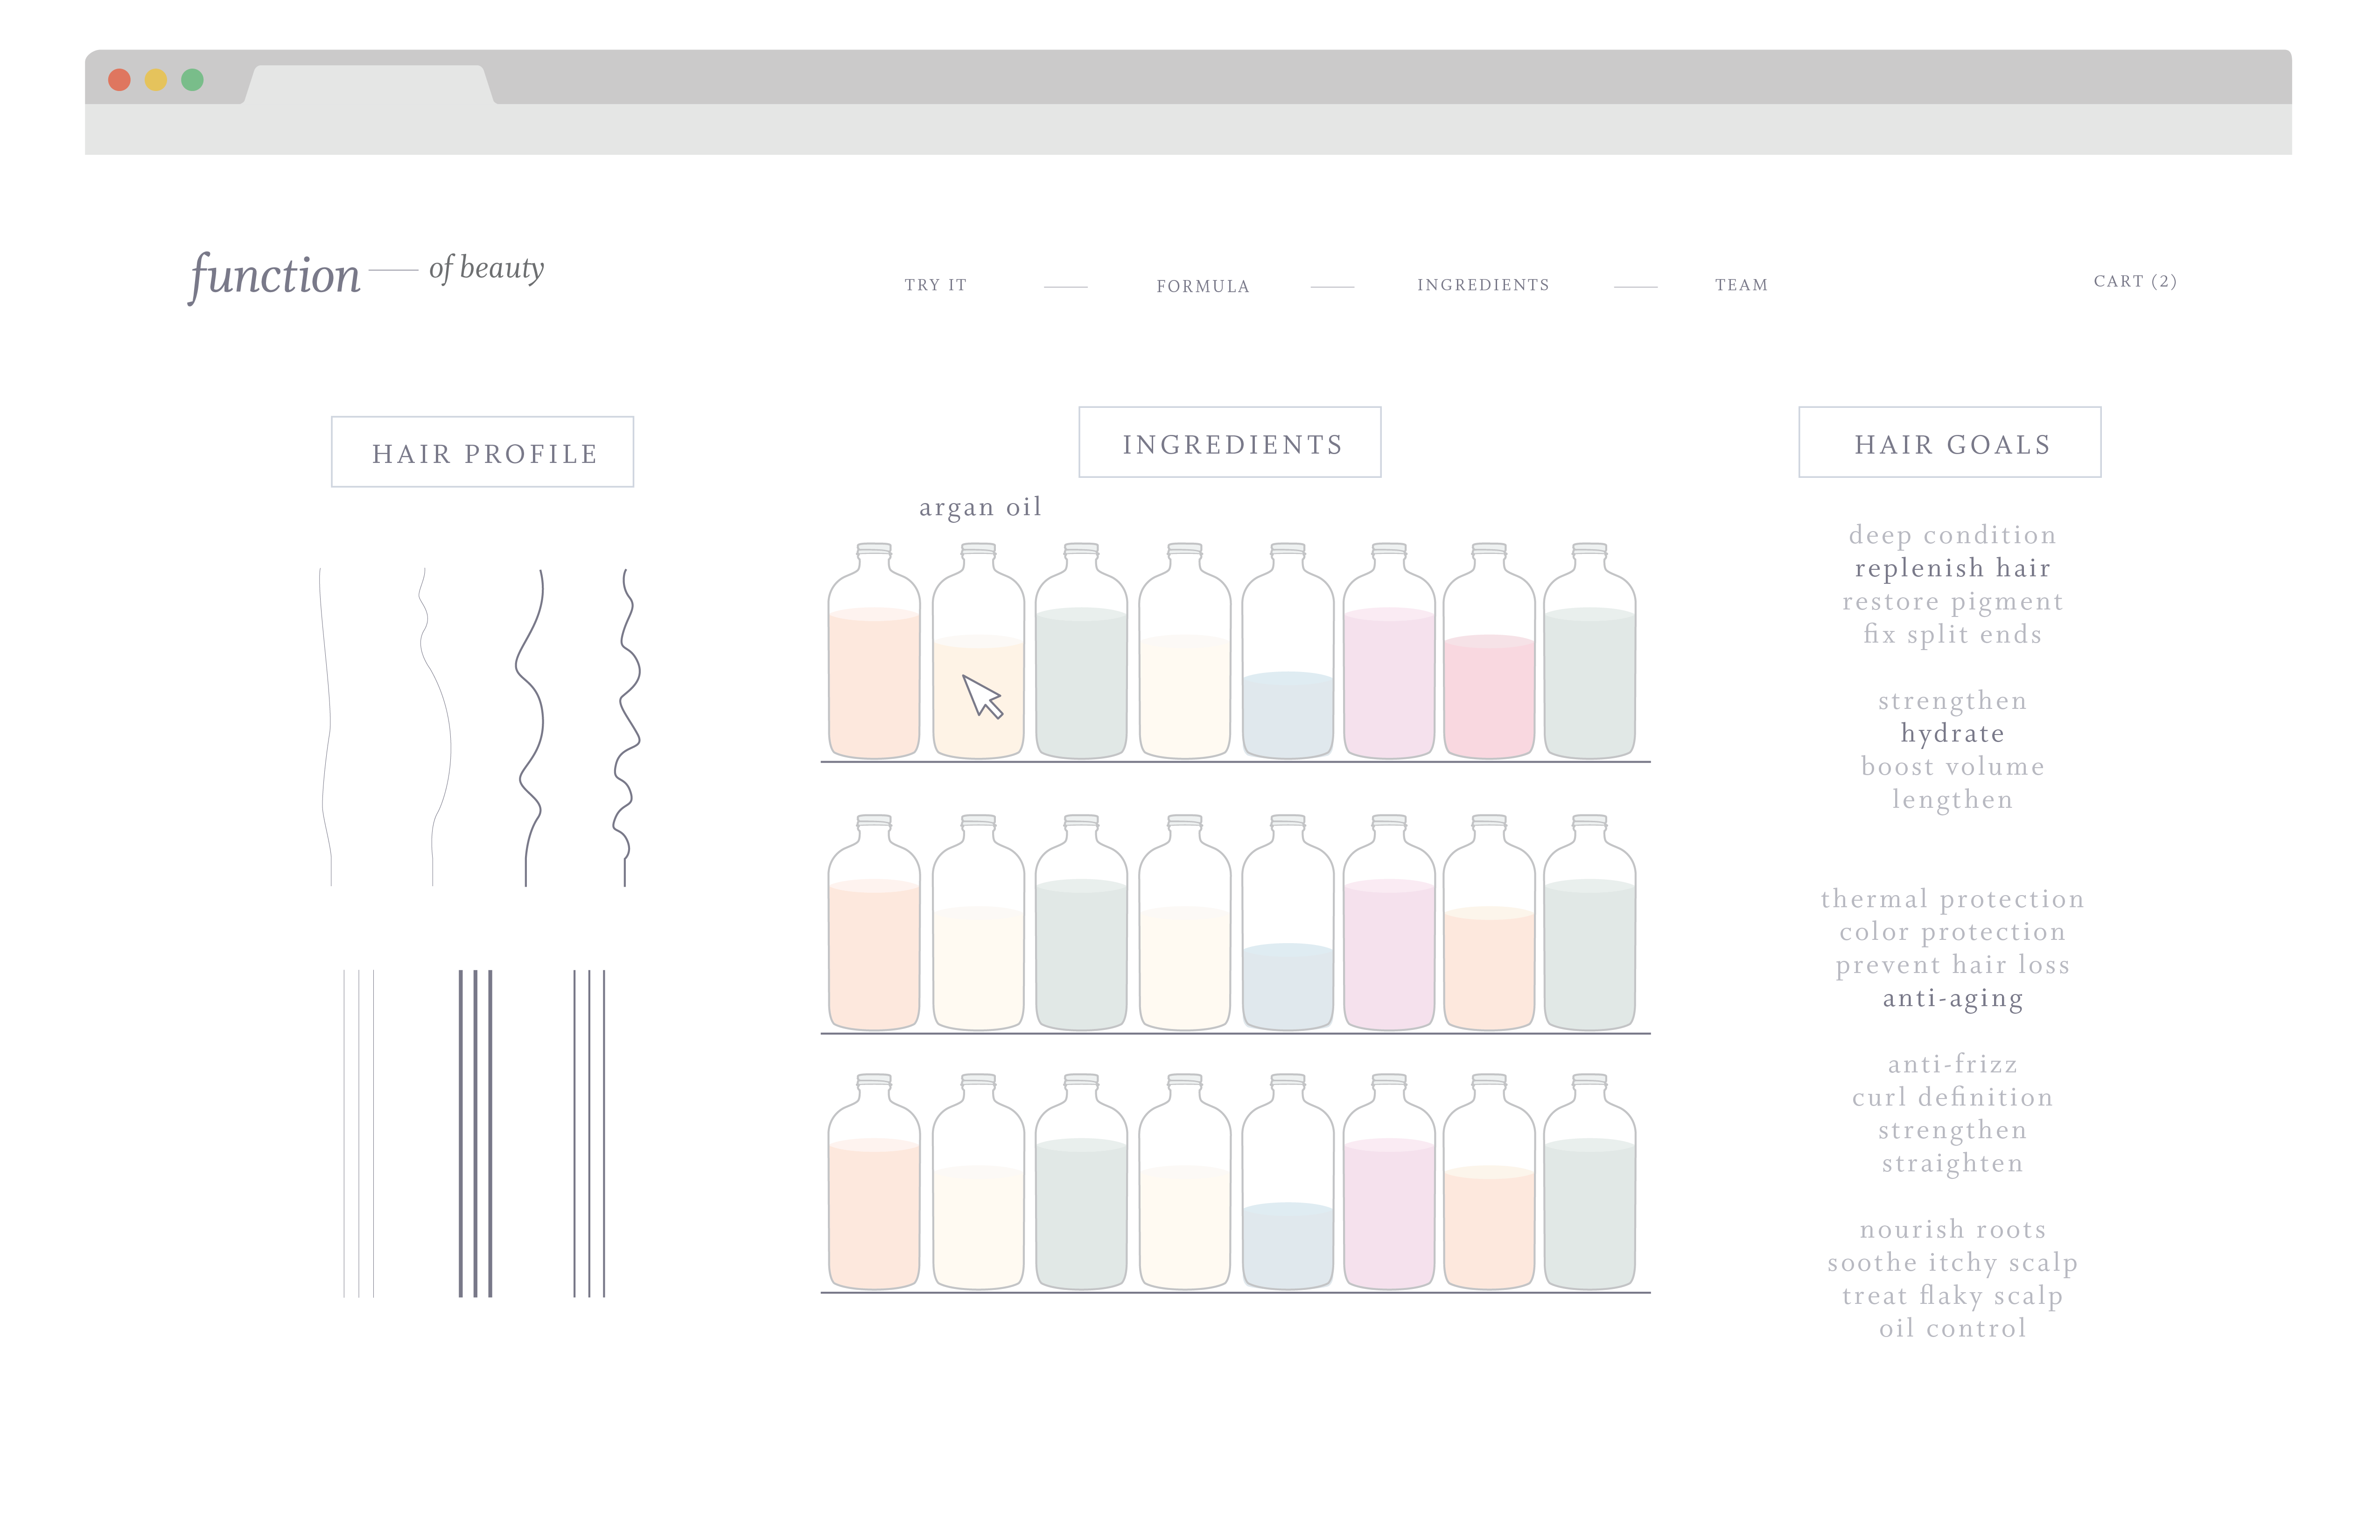 function — of beauty
TRY IT — FORMULA — INGREDIENTS — TEAM
CART (2)
HAIR PROFILE
INGREDIENTS
argan oil
HAIR GOALS
deep condition
replenish hair
restore pigment
fix split ends
strengthen
hydrate
boost volume
lengthen
thermal protection
color protection
prevent hair loss
anti-aging
anti-frizz
curl definition
strengthen
straighten
nourish roots
soothe itchy scalp
treat flaky scalp
oil control